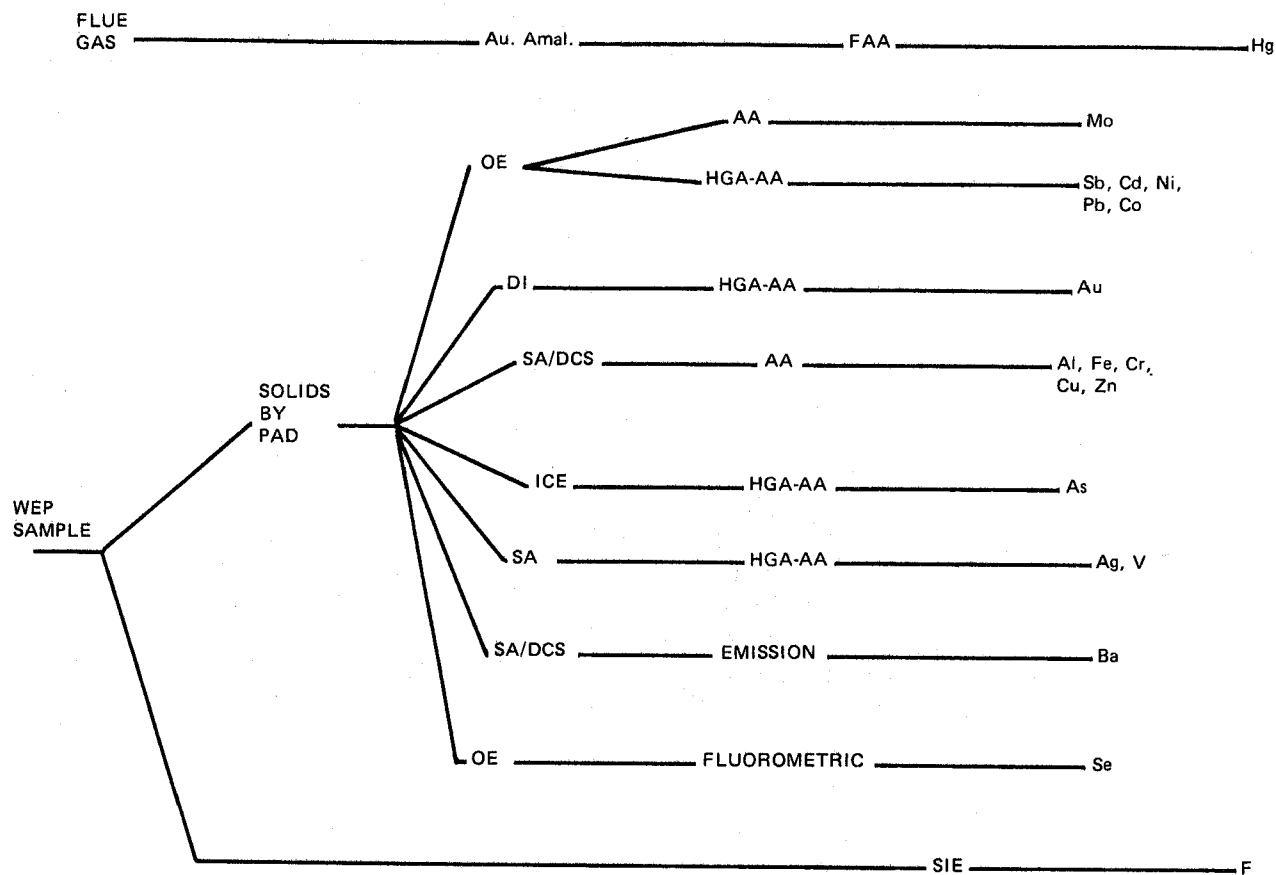 FLUE
GAS
Au. Amal.
FAA
Hg
AA
Mo
OE
HGA-AA
Sb, Cd, Ni,
Pb, Co
DI
HGA-AA
Au
SA/DCS
AA
Al, Fe, Cr,
Cu, Zn
SOLIDS
BY
PAD
ICE
HGA-AA
As
WEP
SAMPLE
SA
HGA-AA
Ag, V
SA/DCS
EMISSION
Ba
OE
FLUOROMETRIC
Se
SIE
F